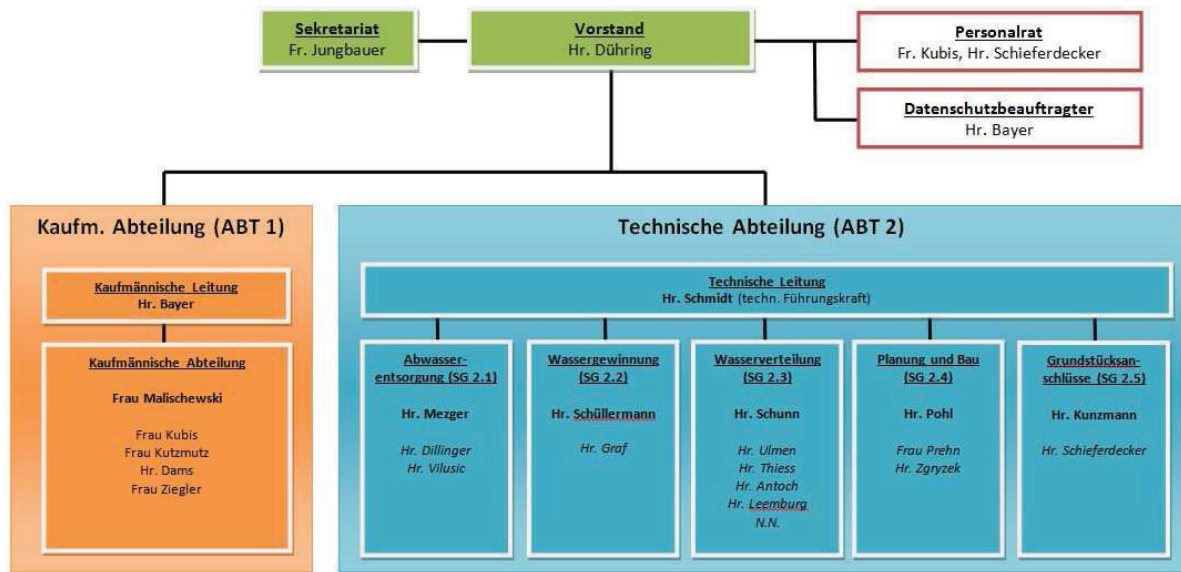 Sekretariat
Fr. Jungbauer
Vorstand
Hr. Dühring
Personalrat
Fr. Kubis, Hr. Schieferdecker
Datenschutzbeauftragter
Hr. Bayer
Kaufm. Abteilung (ABT 1)
Kaufmännische Leitung
Hr. Bayer
Kaufmännische Abteilung
Frau Malischewski
Frau Kubis
Frau Kutzmutz
Hr. Dams
Frau Ziegler
Technische Abteilung (ABT 2)
Technische Leitung
Hr. Schmidt (techn. Führungskraft)
Abwasser-
entsorgung (SG 2.1)
Hr. Mezger
Hr. Dillinger
Hr. Vilusic
Wassergewinnung
(SG 2.2)
Hr. Schüllermann
Hr. Graf
Wasserverteilung
(SG 2.3)
Hr. Schunn
Hr. Ulmen
Hr. Thiess
Hr. Antoch
Hr. Leemburg
N.N.
Planung und Bau
(SG 2.4)
Hr. Pohl
Frau Prehn
Hr. Zgryzek
Grundstücksan-
schlüsse (SG 2.5)
Hr. Kunzmann
Hr. Schieferdecker